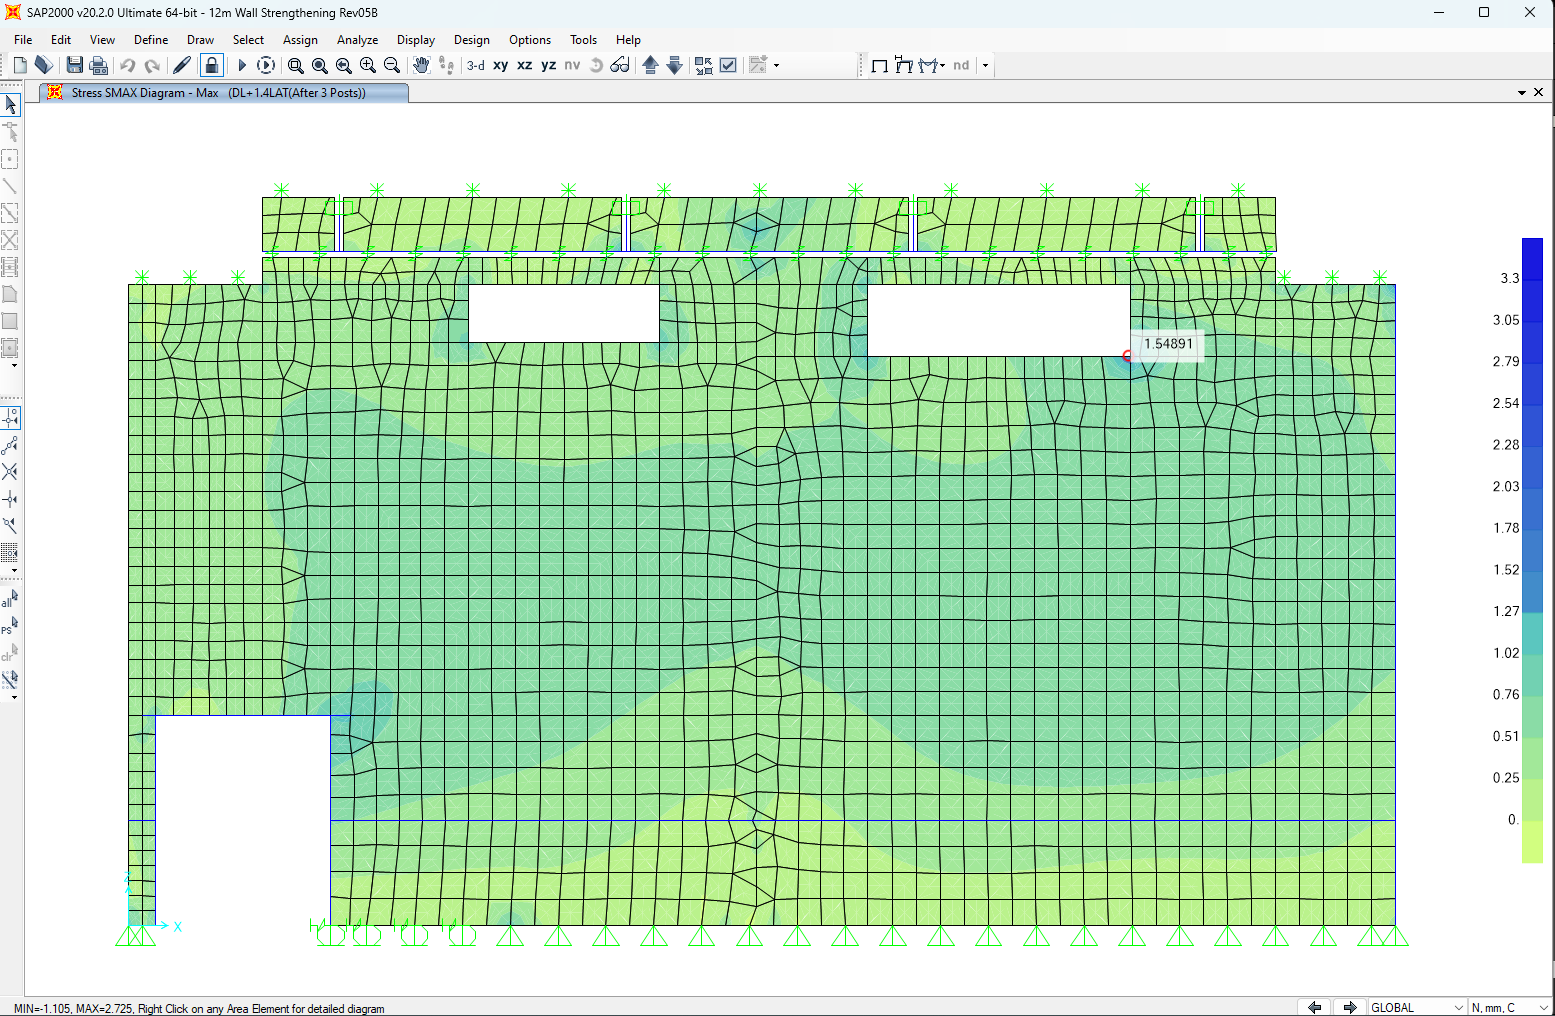 SAP2000 v20.2.0 Ultimate 64-bit - 12m Wall Strengthening Rev05B
File Edit View Define Draw Select Assign Analyze Display Design Options Tools Help
3-d xy xz yz nv nd
Stress SMAX Diagram - Max (DL+1.4LAT(After 3 Posts))
3.3
3.05
1.54891
2.79
2.54
2.28
2.03
1.78
1.52
all
1.27
PS
clr
1.02
0.76
0.51
0.25
0.
Z
X
MIN=-1.105, MAX=2.725, Right Click on any Area Element for detailed diagram
GLOBAL
N, mm, C